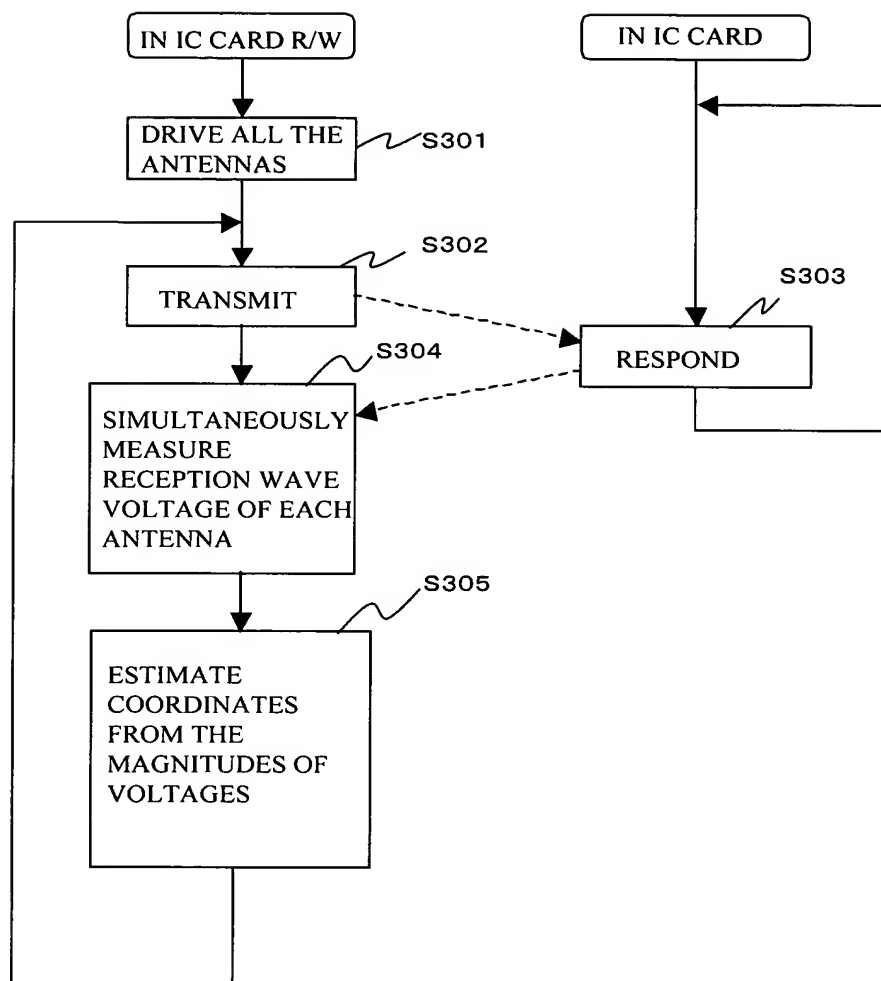 IN IC CARD R/W
IN IC CARD
DRIVE ALL THE
ANTENNAS
S301
S302
TRANSMIT
S303
RESPOND
S304
SIMULTANEOUSLY
MEASURE
RECEPTION WAVE
VOLTAGE OF EACH
ANTENNA
S305
ESTIMATE
COORDINATES
FROM THE
MAGNITUDES OF
VOLTAGES